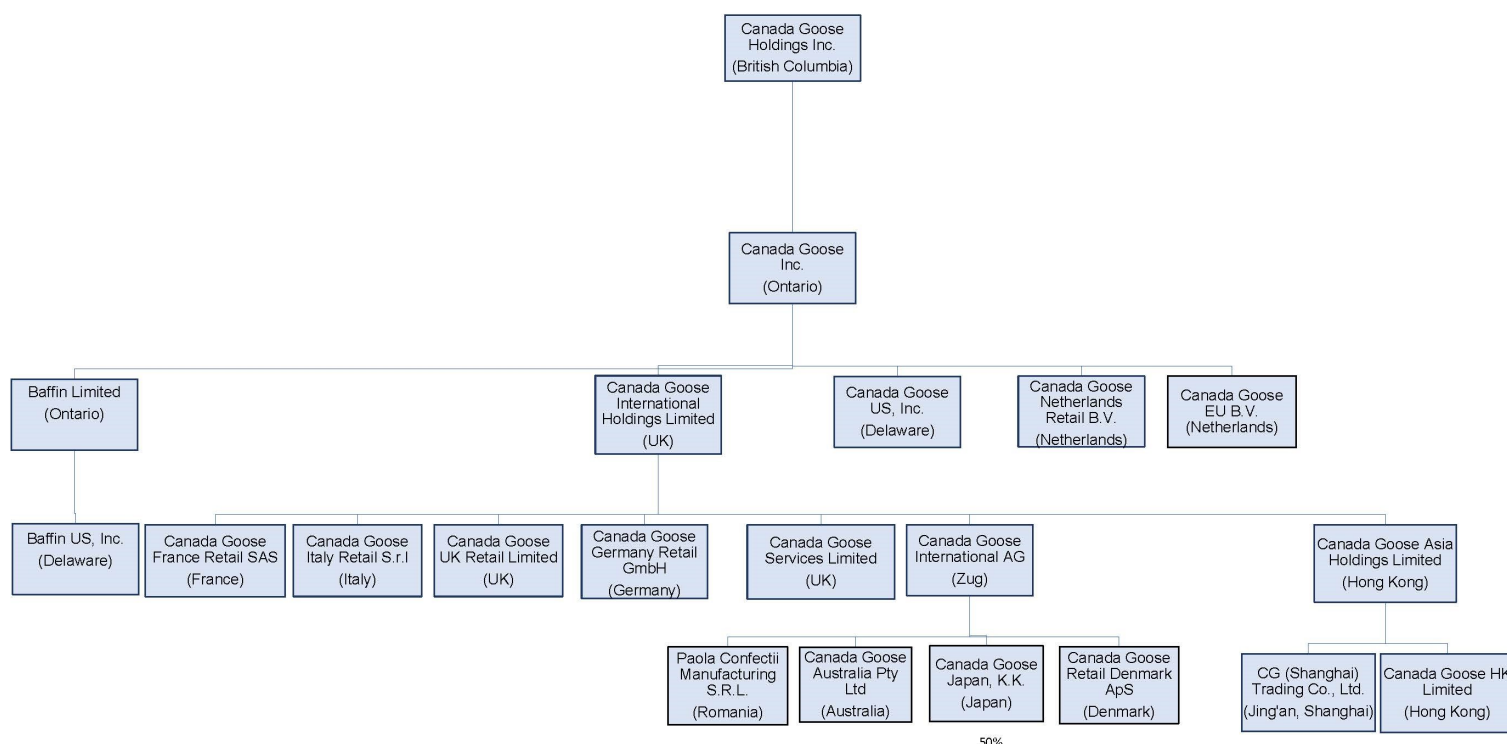 Canada Goose
Holdings Inc.
(British Columbia)
Canada Goose
Inc.
(Ontario)
Baffin Limited
(Ontario)
Canada Goose
International
Holdings Limited
(UK)
Canada Goose
US, Inc.
(Delaware)
Canada Goose
Netherlands
Retail B.V.
(Netherlands)
Canada Goose
EU B.V.
(Netherlands)
Baffin US, Inc.
(Delaware)
Canada Goose
France Retail SAS
(France)
Canada Goose
Italy Retail S.r.l
(Italy)
Canada Goose
UK Retail Limited
(UK)
Canada Goose
Germany Retail
GmbH
(Germany)
Canada Goose
Services Limited
(UK)
Canada Goose
International AG
(Zug)
Canada Goose Asia
Holdings Limited
(Hong Kong)
Paola Confectii
Manufacturing
S.R.L.
(Romania)
Canada Goose
Australia Pty
Ltd
(Australia)
Canada Goose
Japan, K.K.
(Japan)
Canada Goose
Retail Denmark
ApS
(Denmark)
CG (Shanghai)
Trading Co., Ltd.
(Jing'an, Shanghai)
Canada Goose HK
Limited
(Hong Kong)
50%